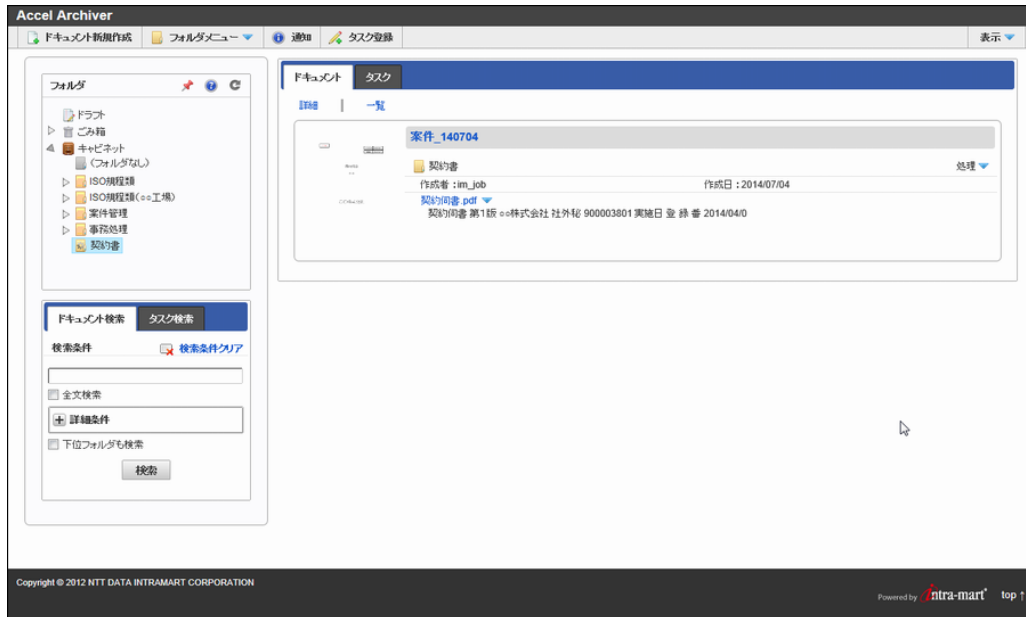 Accel Archiver
ドキュメント新規作成 フォルダメニュー 通知 タスク登録 表示
フォルダ
ドラフト
ごみ箱
キャビネット
(フォルダなし)
ISO規程類
ISO規程類(○○工場)
案件管理
事務処理
契約書
ドキュメント検索 タスク検索
検索条件 検索条件クリア
全文検索
詳細条件
下位フォルダも検索
検索
ドキュメント タスク
詳細 | 一覧
案件_140704
契約書 処理
作成者 : im_job 作成日 : 2014/07/04
契約伺書.pdf
契約伺書 第1版 ○○株式会社 社外秘 900003801 実施日 登 録 番 2014/04/0
Copyright © 2012 NTT DATA INTRAMART CORPORATION
Powered by intra-mart top ↑